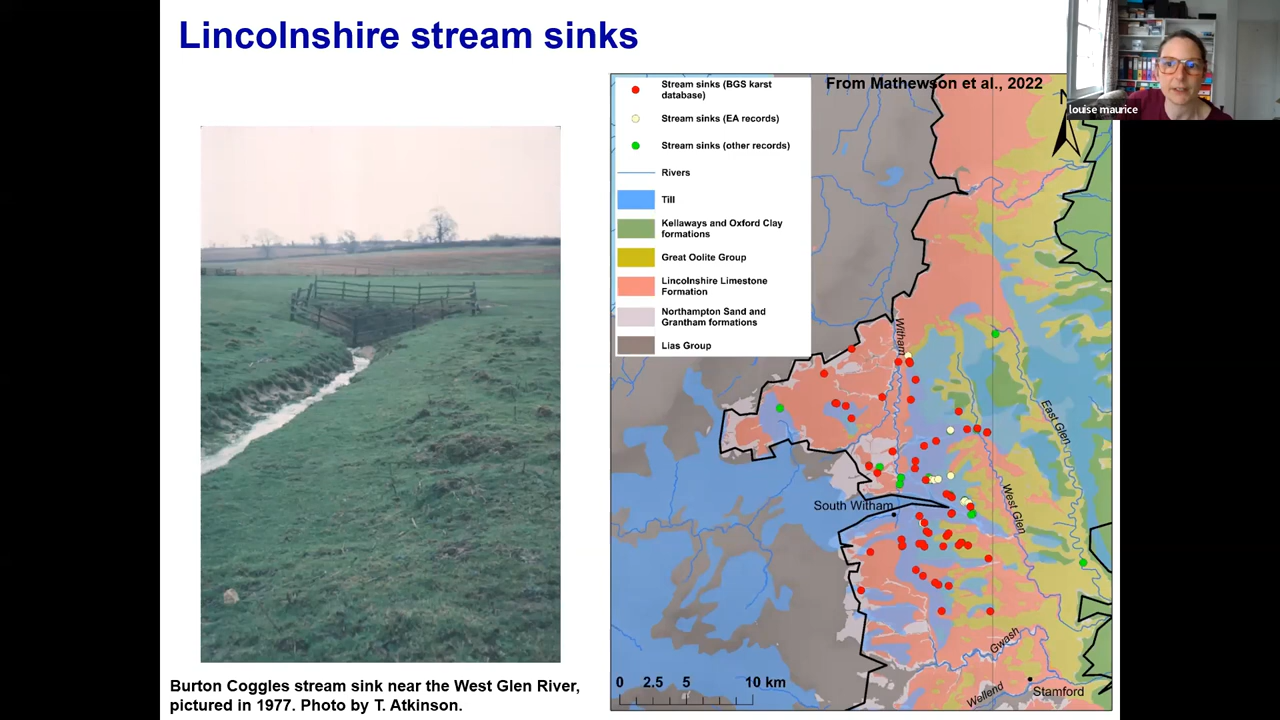 Lincolnshire stream sinks
From Mathewson et al., 2022
N
louise maurice
Stream sinks (BGS karst
database)
Stream sinks (EA records)
Stream sinks (other records)
Rivers
Till
Kellaways and Oxford Clay
formations
Great Oolite Group
Lincolnshire Limestone
Formation
Northampton Sand and
Grantham formations
Lias Group
Witham
East Glen
West Glen
South Witham
Gwash
Welland
Stamford
0 2.5 5 10 km
Burton Coggles stream sink near the West Glen River,
pictured in 1977. Photo by T. Atkinson.